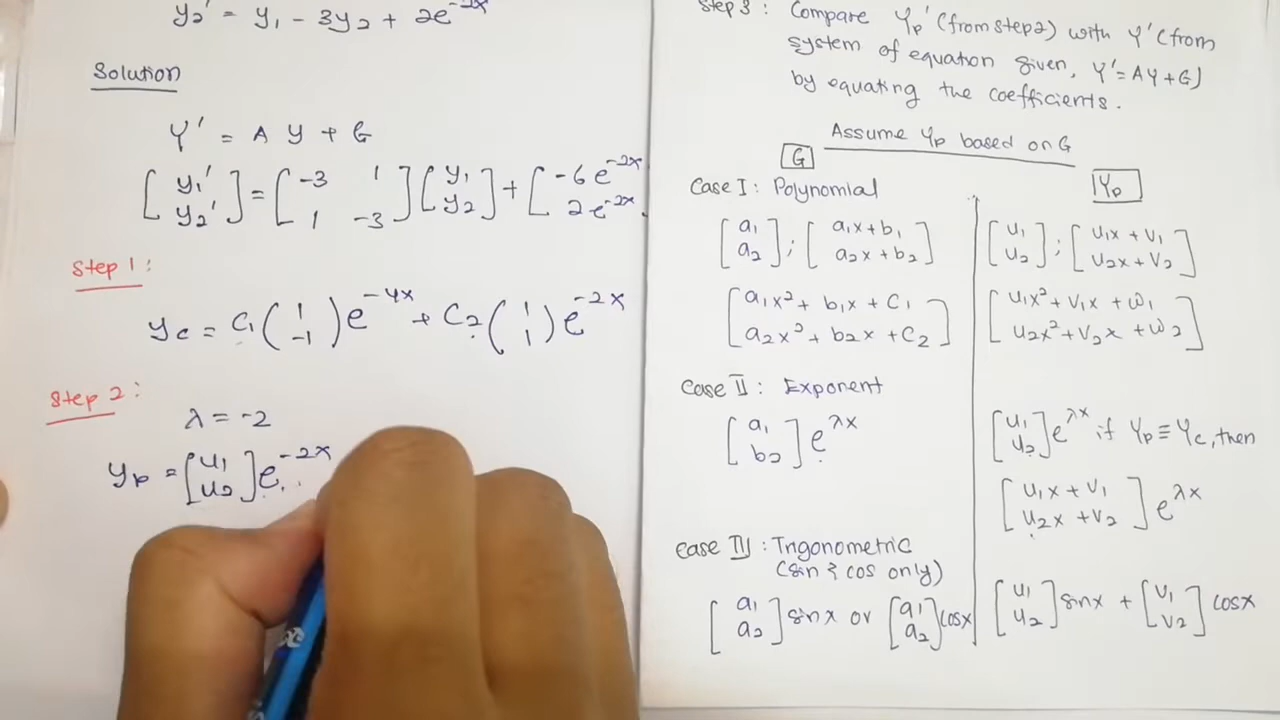 y₂' = y₁ - 3y₂ + 2e⁻²ˣ
Solution
Y' = A Y + G
[y₁' y₂'] = [-3 1
1 -3] [y₁ y₂] + [-6e⁻²ˣ
2e⁻²ˣ
Step 1:
yc = C₁ (1 -1) e⁻⁴ˣ + C₂ (1 1) e⁻²ˣ
Step 2:
λ = -2
yp = [u₁ u₂] e⁻²ˣ
Step 3: Compare Yp' (from step 2) with Y' (from
system of equation given, Y' = AY + G)
by equating the coefficients.
Assume Yp based on G
G
Yp
Case I: Polynomial
[a₁ a₂] ; [a₁x + b₁
a₂x + b₂]
[u₁ u₂] ; [u₁x + v₁
u₂x + v₂]
[a₁x² + b₁x + c₁
a₂x² + b₂x + c₂]
[u₁x² + v₁x + w₁
u₂x² + v₂x + w₂]
Case II: Exponent
[a₁ b₂] e^λx
[u₁ u₂] e^λx if Yp ≡ Yc, then
[u₁x + v₁
u₂x + v₂] e^λx
Case III: Trigonometric
(sin & cos only)
[a₁ a₂] sinx or [a₁ a₂] cosx
[u₁ u₂] sinx + [v₁ v₂] cosx